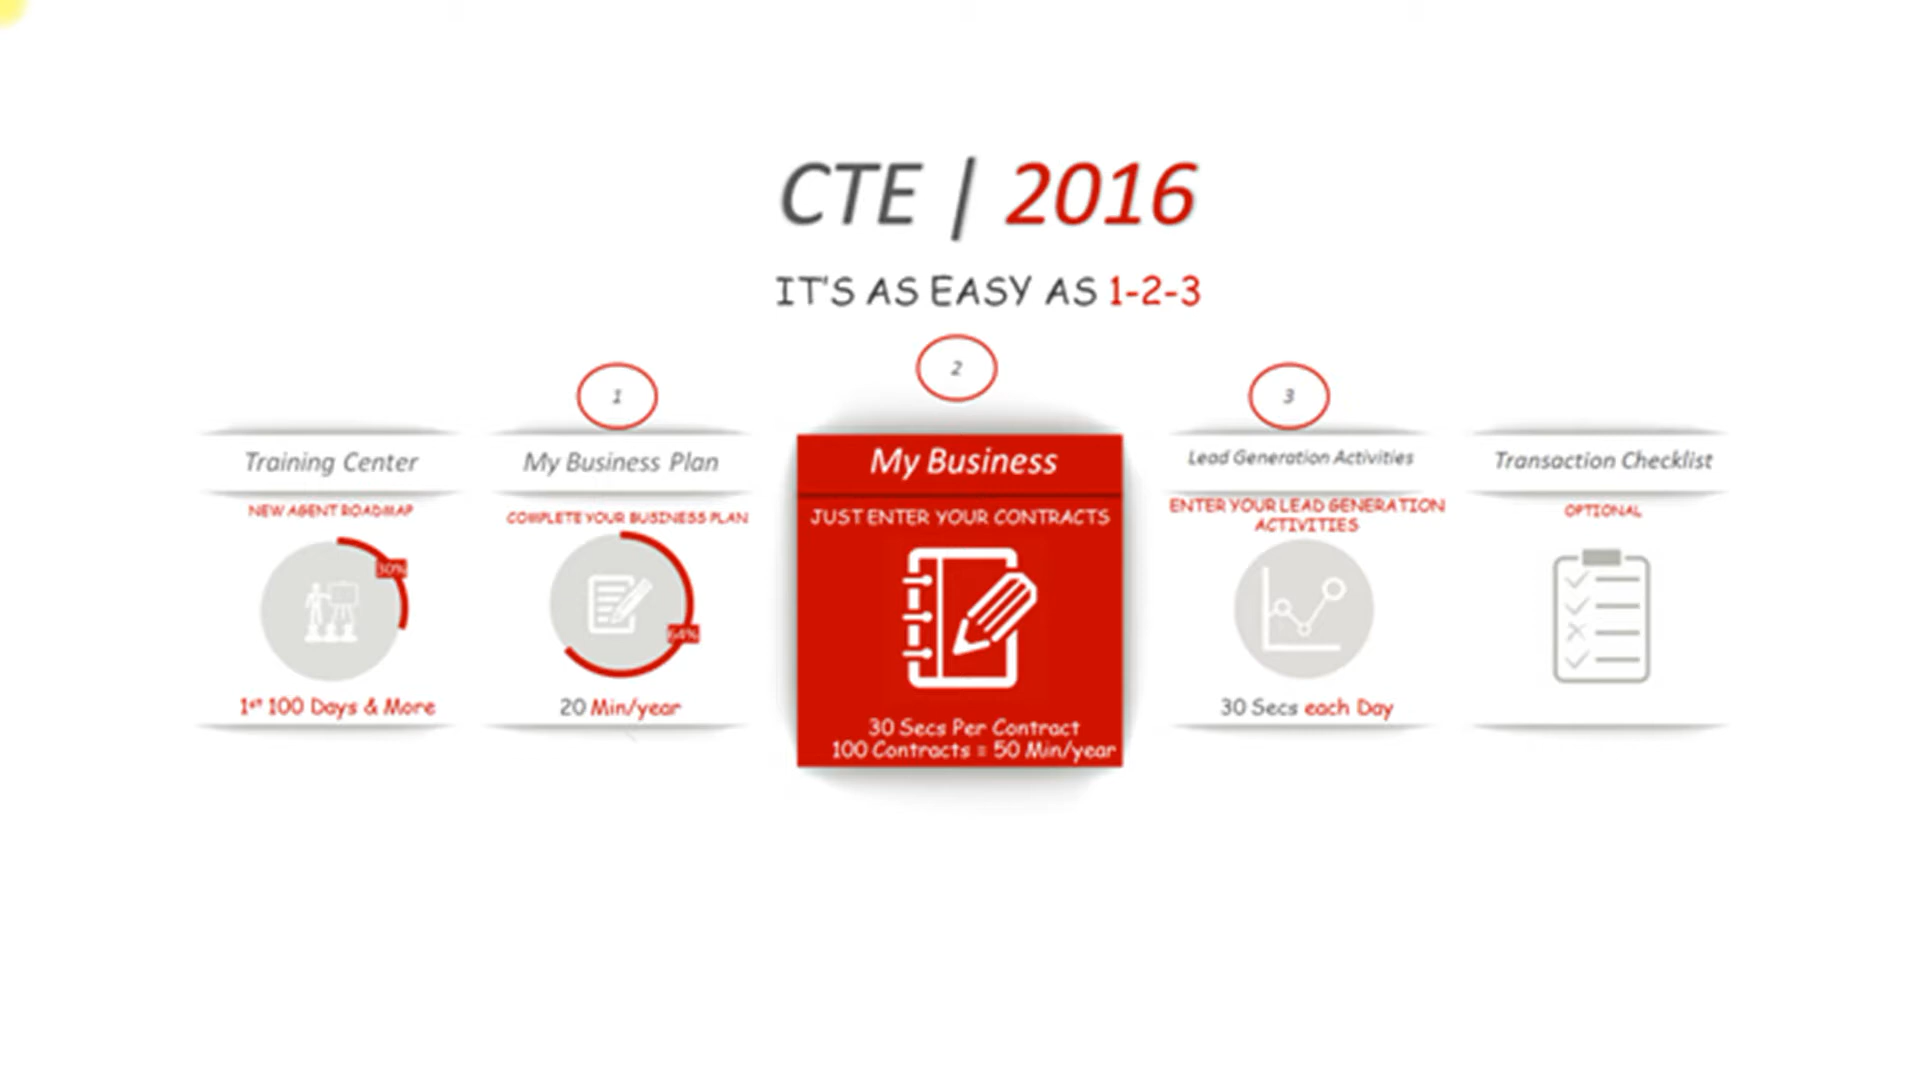 CTE | 2016
IT'S AS EASY AS 1-2-3
1
2
3
Training Center
NEW AGENT ROADMAP
30%
1st 100 Days & More
My Business Plan
COMPLETE YOUR BUSINESS PLAN
64%
20 Min/year
My Business
JUST ENTER YOUR CONTRACTS
30 Secs Per Contract
100 Contracts = 50 Min/year
Lead Generation Activities
ENTER YOUR LEAD GENERATION
ACTIVITIES
30 Secs each Day
Transaction Checklist
OPTIONAL